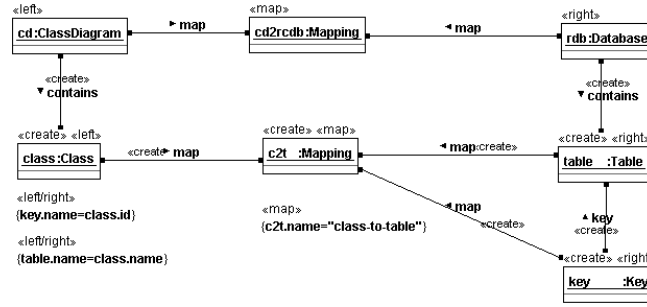 «left»
cd:ClassDiagram
▶ map
«map»
cd2rcdb:Mapping
◀ map
«right»
rdb:Database
«create»
▼ contains
«create»
▼ contains
«create» «left»
class:Class
«create» ▶ map
«create» «map»
c2t :Mapping
◀ map «create»
«create» «right»
table :Table
«left/right»
{key.name=class.id}
«left/right»
{table.name=class.name}
«map»
{c2t.name="class-to-table"}
◀ map
«create»
▲ key
«create»
«create» «right»
key :Key